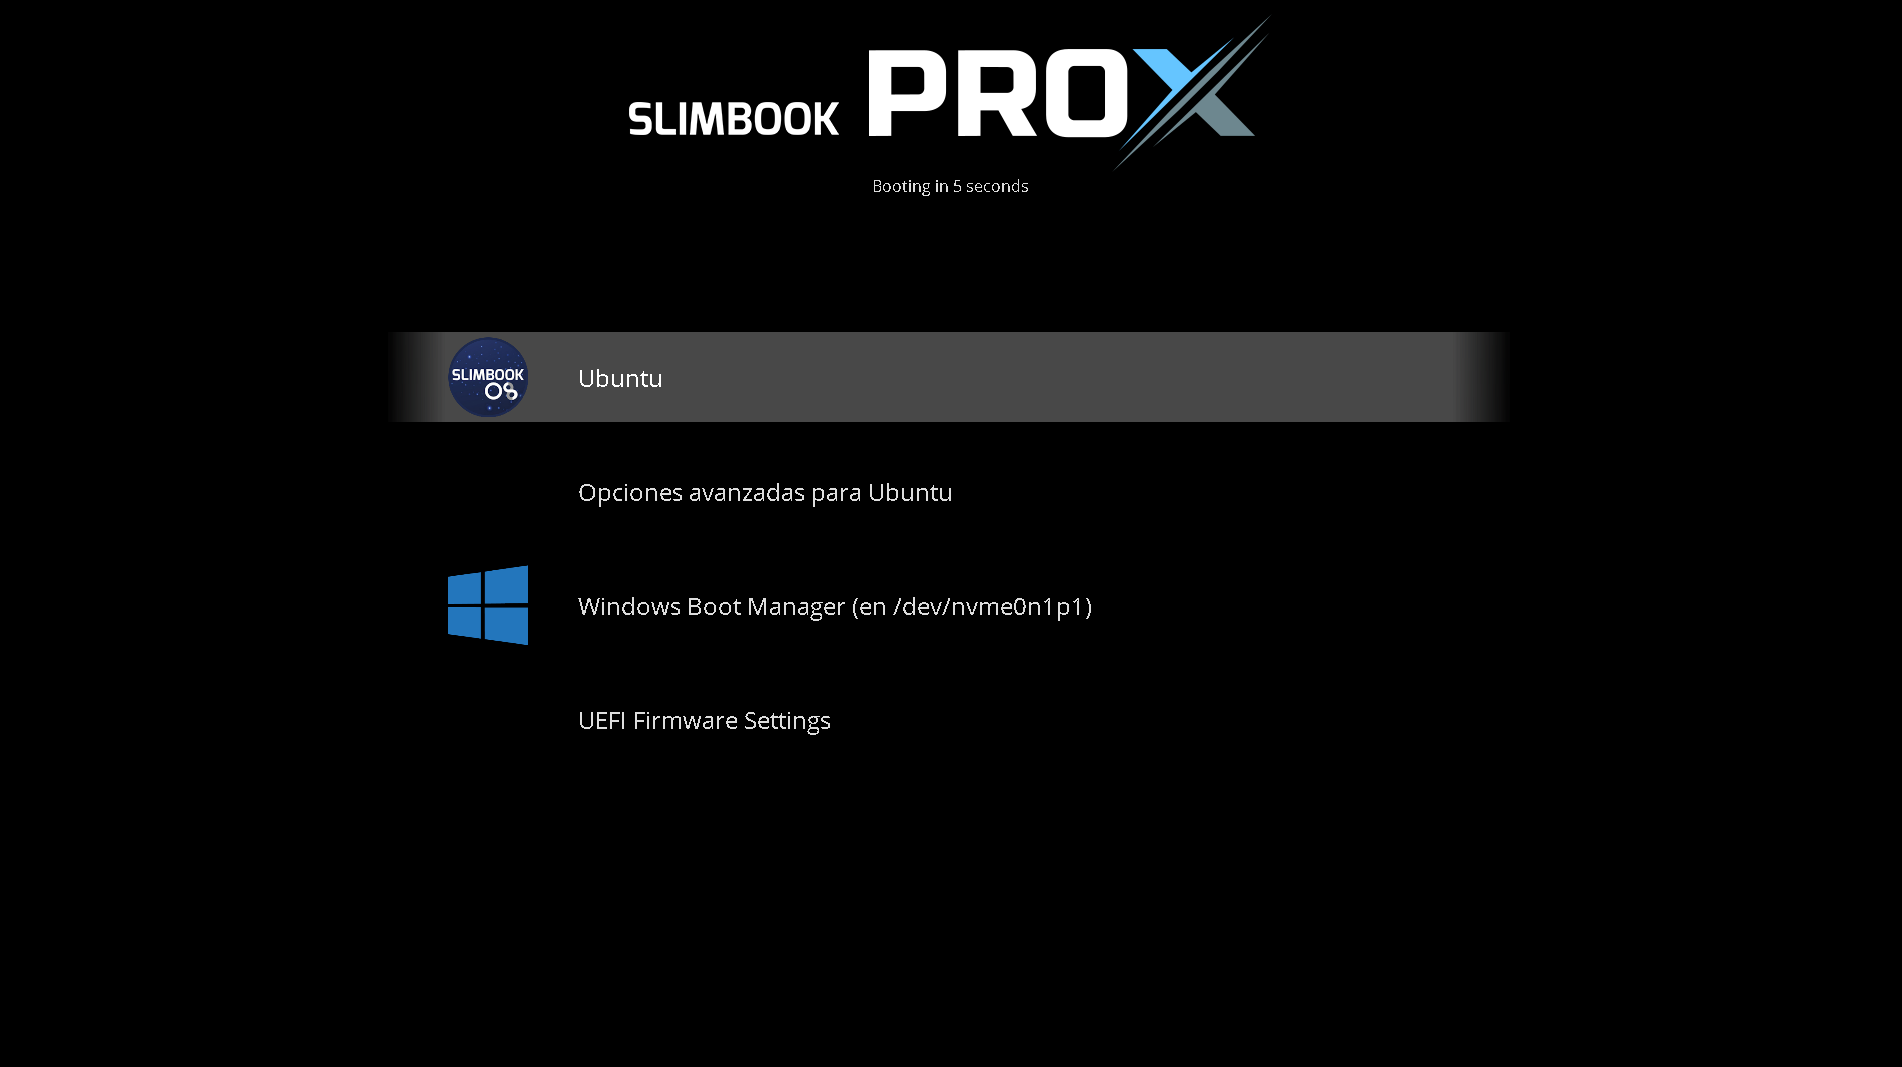 SLIMBOOK PROX
Booting in 5 seconds
SLIMBOOK
OS
Ubuntu
Opciones avanzadas para Ubuntu
Windows Boot Manager (en /dev/nvme0n1p1)
UEFI Firmware Settings